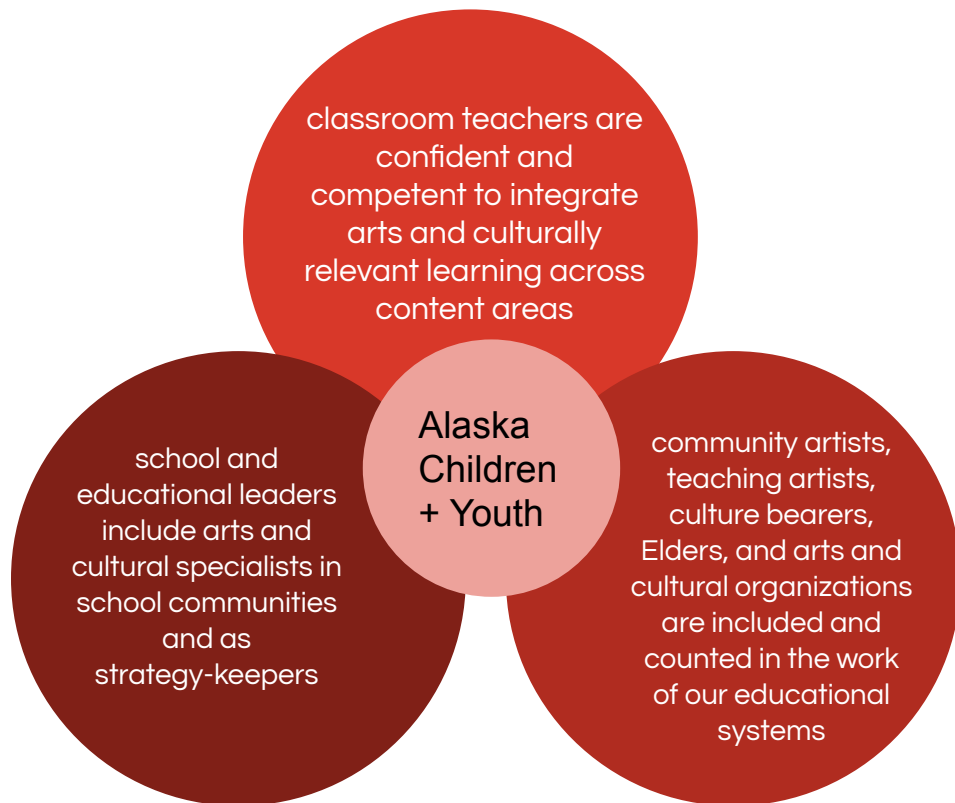 classroom teachers are
confident and
competent to integrate
arts and culturally
relevant learning across
content areas
Alaska
Children
+ Youth
school and
educational leaders
include arts and
cultural specialists in
school communities
and as
strategy-keepers
community artists,
teaching artists,
culture bearers,
Elders, and arts and
cultural organizations
are included and
counted in the work
of our educational
systems